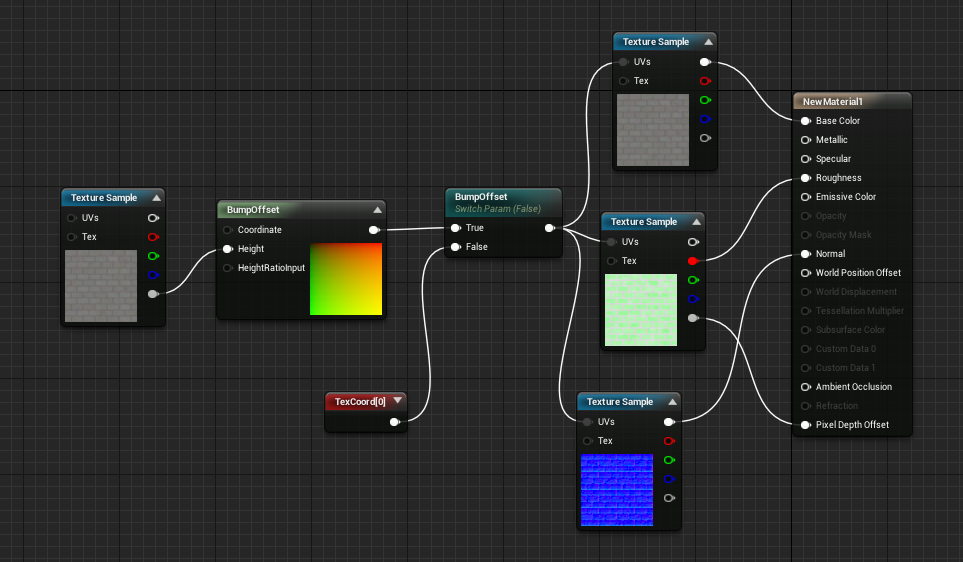 Texture Sample
UVs
Tex
BumpOffset
Coordinate
Height
HeightRatioInput
TexCoord[0]
BumpOffset
Switch Param (False)
True
False
Texture Sample
UVs
Tex
Texture Sample
UVs
Tex
Texture Sample
UVs
Tex
NewMaterial1
Base Color
Metallic
Specular
Roughness
Emissive Color
Opacity
Opacity Mask
Normal
World Position Offset
World Displacement
Tessellation Multiplier
Subsurface Color
Custom Data 0
Custom Data 1
Ambient Occlusion
Refraction
Pixel Depth Offset